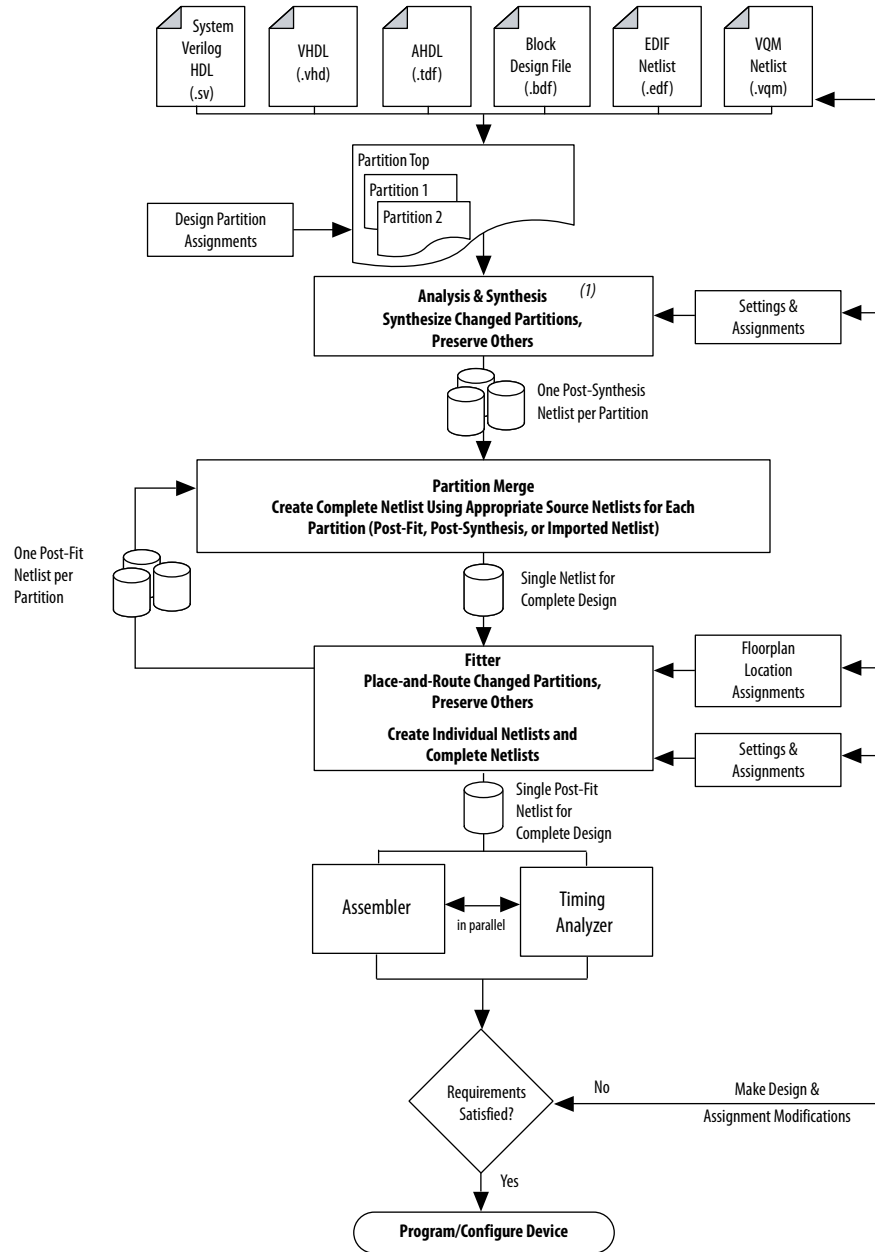 System
Verilog
HDL
(.sv)
VHDL
(.vhd)
AHDL
(.tdf)
Block
Design File
(.bdf)
EDIF
Netlist
(.edf)
VQM
Netlist
(.vqm)
Partition Top
Partition 1
Partition 2
Design Partition
Assignments
Analysis & Synthesis (1)
Synthesize Changed Partitions,
Preserve Others
Settings &
Assignments
One Post-Synthesis
Netlist per Partition
Partition Merge
Create Complete Netlist Using Appropriate Source Netlists for Each
Partition (Post-Fit, Post-Synthesis, or Imported Netlist)
One Post-Fit
Netlist per
Partition
Single Netlist for
Complete Design
Fitter
Place-and-Route Changed Partitions,
Preserve Others
Create Individual Netlists and
Complete Netlists
Floorplan
Location
Assignments
Settings &
Assignments
Single Post-Fit
Netlist for
Complete Design
Assembler
in parallel
Timing
Analyzer
Requirements
Satisfied?
No
Make Design &
Assignment Modifications
Yes
Program/Configure Device